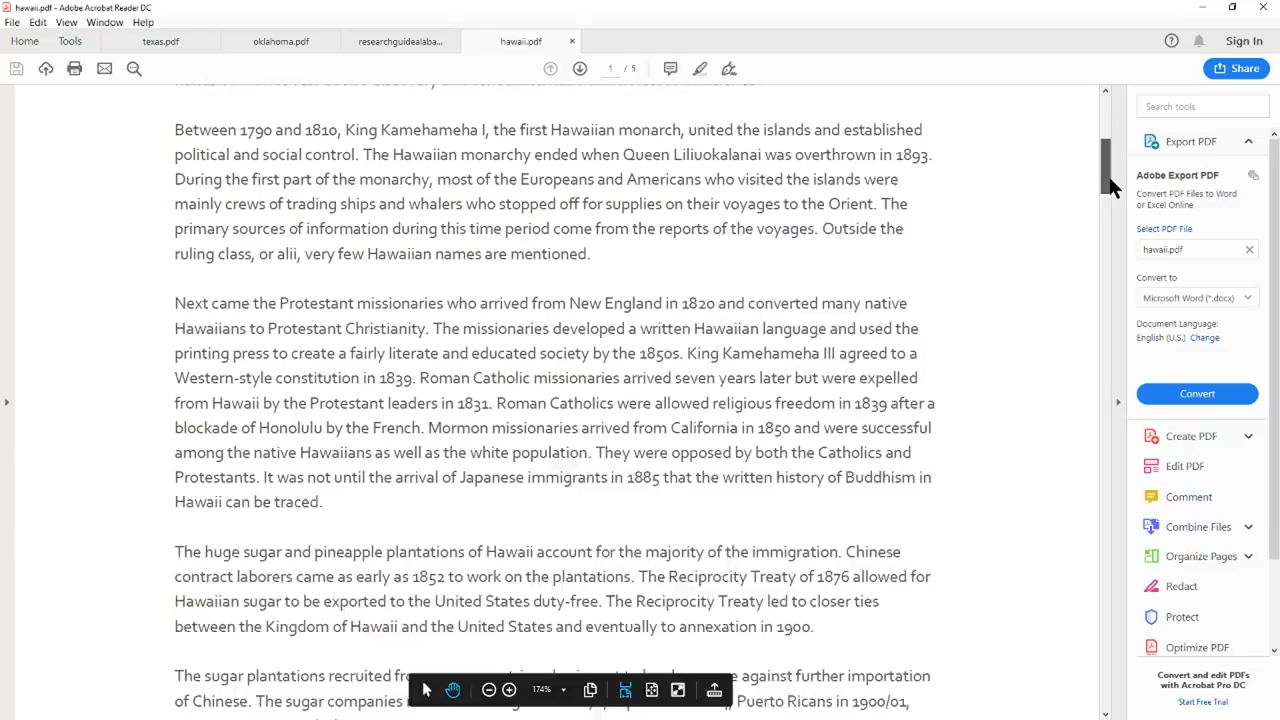 hawaii.pdf - Adobe Acrobat Reader DC
File Edit View Window Help
Home Tools texas.pdf oklahoma.pdf researchguidealaba... hawaii.pdf Sign In
1 / 5 Share
Between 1790 and 1810, King Kamehameha I, the first Hawaiian monarch, united the islands and established
political and social control. The Hawaiian monarchy ended when Queen Liliuokalanai was overthrown in 1893.
During the first part of the monarchy, most of the Europeans and Americans who visited the islands were
mainly crews of trading ships and whalers who stopped off for supplies on their voyages to the Orient. The
primary sources of information during this time period come from the reports of the voyages. Outside the
ruling class, or alii, very few Hawaiian names are mentioned.
Next came the Protestant missionaries who arrived from New England in 1820 and converted many native
Hawaiians to Protestant Christianity. The missionaries developed a written Hawaiian language and used the
printing press to create a fairly literate and educated society by the 1850s. King Kamehameha III agreed to a
Western-style constitution in 1839. Roman Catholic missionaries arrived seven years later but were expelled
from Hawaii by the Protestant leaders in 1831. Roman Catholics were allowed religious freedom in 1839 after a
blockade of Honolulu by the French. Mormon missionaries arrived from California in 1850 and were successful
among the native Hawaiians as well as the white population. They were opposed by both the Catholics and
Protestants. It was not until the arrival of Japanese immigrants in 1885 that the written history of Buddhism in
Hawaii can be traced.
The huge sugar and pineapple plantations of Hawaii account for the majority of the immigration. Chinese
contract laborers came as early as 1852 to work on the plantations. The Reciprocity Treaty of 1876 allowed for
Hawaiian sugar to be exported to the United States duty-free. The Reciprocity Treaty led to closer ties
between the Kingdom of Hawaii and the United States and eventually to annexation in 1900.
The sugar plantations recruited against further importation
of Chinese. The sugar companies Puerto Ricans in 1900/01,
174%
Search tools
Export PDF
Adobe Export PDF
Convert PDF Files to Word
or Excel Online
Select PDF File
hawaii.pdf
Convert to
Microsoft Word (*.docx)
Document Language:
English (U.S.) Change
Convert
Create PDF
Edit PDF
Comment
Combine Files
Organize Pages
Redact
Protect
Optimize PDF
Convert and edit PDFs
with Acrobat Pro DC
Start Free Trial